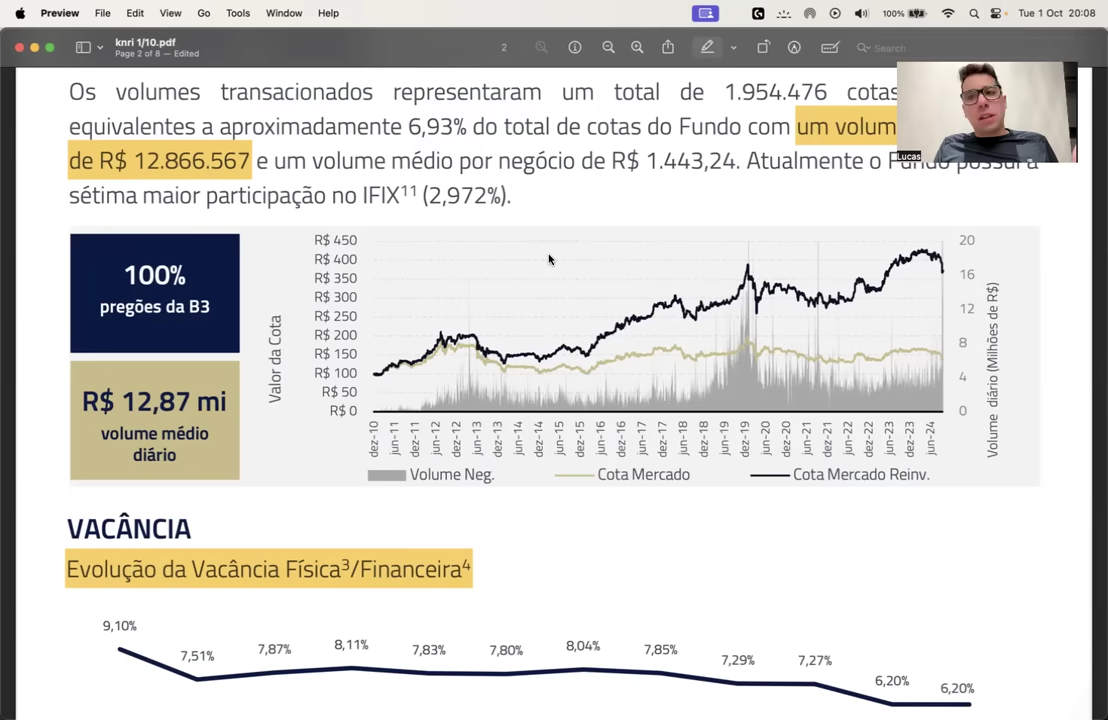 Preview File Edit View Go Tools Window Help 100% Tue 1 Oct 20:08
knri 1/10.pdf
Page 2 of 8 — Edited
2
Search
Os volumes transacionados representaram um total de 1.954.476 cotas
equivalentes a aproximadamente 6,93% do total de cotas do Fundo com um volum
de R$ 12.866.567 e um volume médio por negócio de R$ 1.443,24. Atualmente o Fundo possui a
sétima maior participação no IFIX¹¹ (2,972%).
Lucas
100%
pregões da B3
R$ 12,87 mi
volume médio
diário
Valor da Cota
R$ 450
R$ 400
R$ 350
R$ 300
R$ 250
R$ 200
R$ 150
R$ 100
R$ 50
R$ 0
20
16
12
8
4
0
Volume diário (Milhões de R$)
dez-10 jun-11 dez-11 jun-12 dez-12 jun-13 dez-13 jun-14 dez-14 jun-15 dez-15 jun-16 dez-16 jun-17 dez-17 jun-18 dez-18 jun-19 dez-19 jun-20 dez-20 jun-21 dez-21 jun-22 dez-22 jun-23 dez-23 jun-24
Volume Neg. Cota Mercado Cota Mercado Reinv.
VACÂNCIA
Evolução da Vacância Física³/Financeira⁴
9,10% 7,51% 7,87% 8,11% 7,83% 7,80% 8,04% 7,85% 7,29% 7,27% 6,20% 6,20%